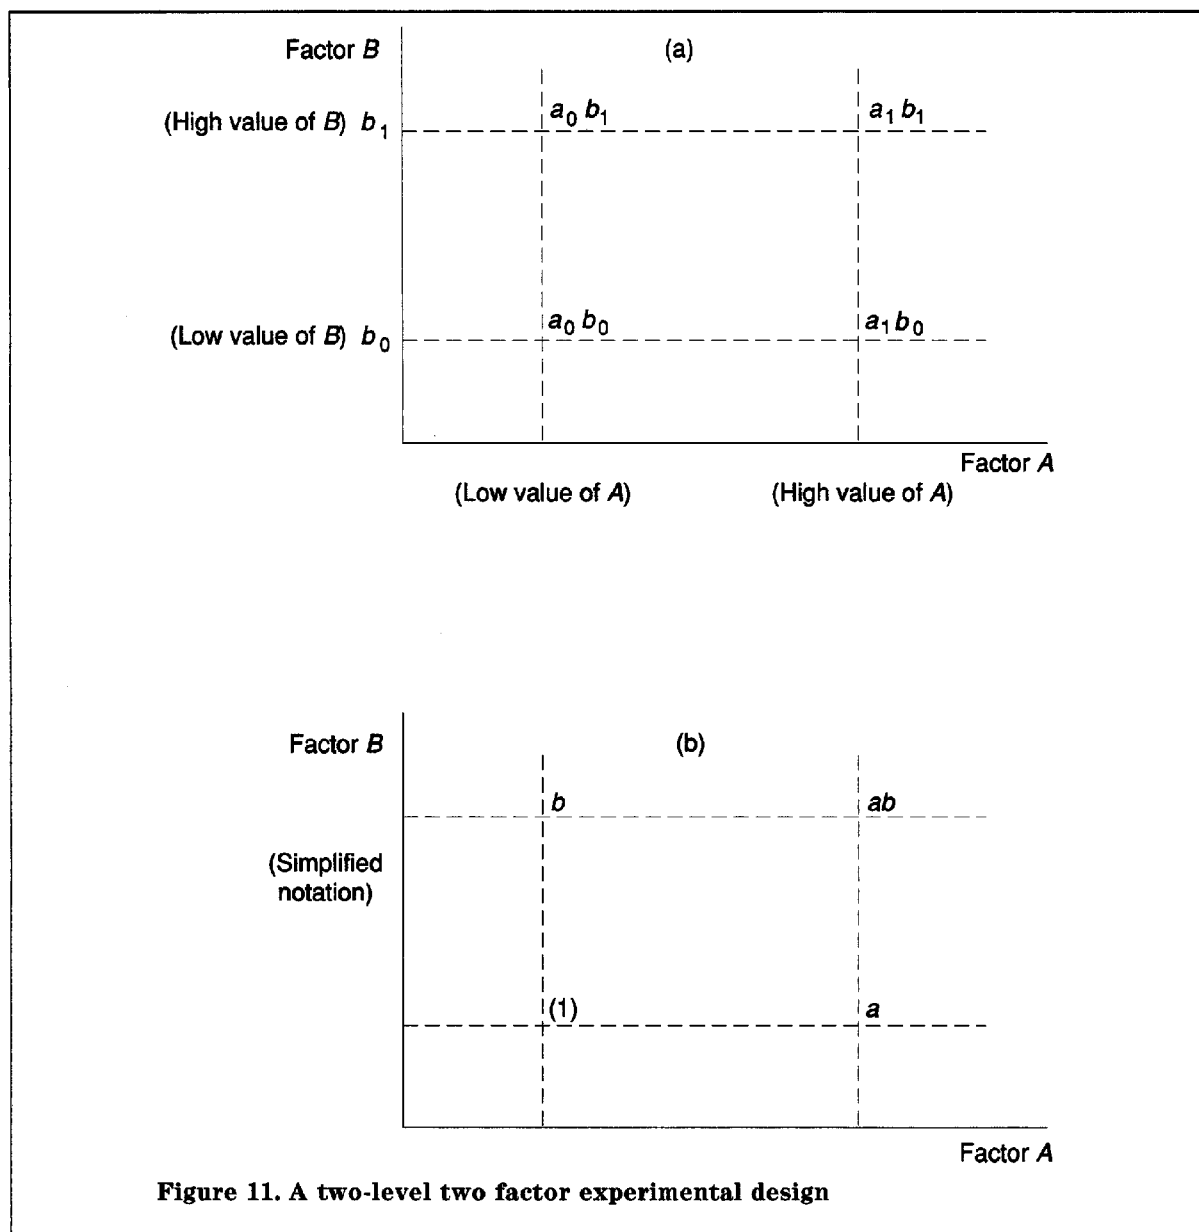 Factor B (a)
(High value of B) b₁ a₀ b₁ a₁ b₁
(Low value of B) b₀ a₀ b₀ a₁ b₀
Factor A
(Low value of A) (High value of A)
Factor B (b)
b ab
(Simplified
notation)
(1) a
Factor A
Figure 11. A two-level two factor experimental design